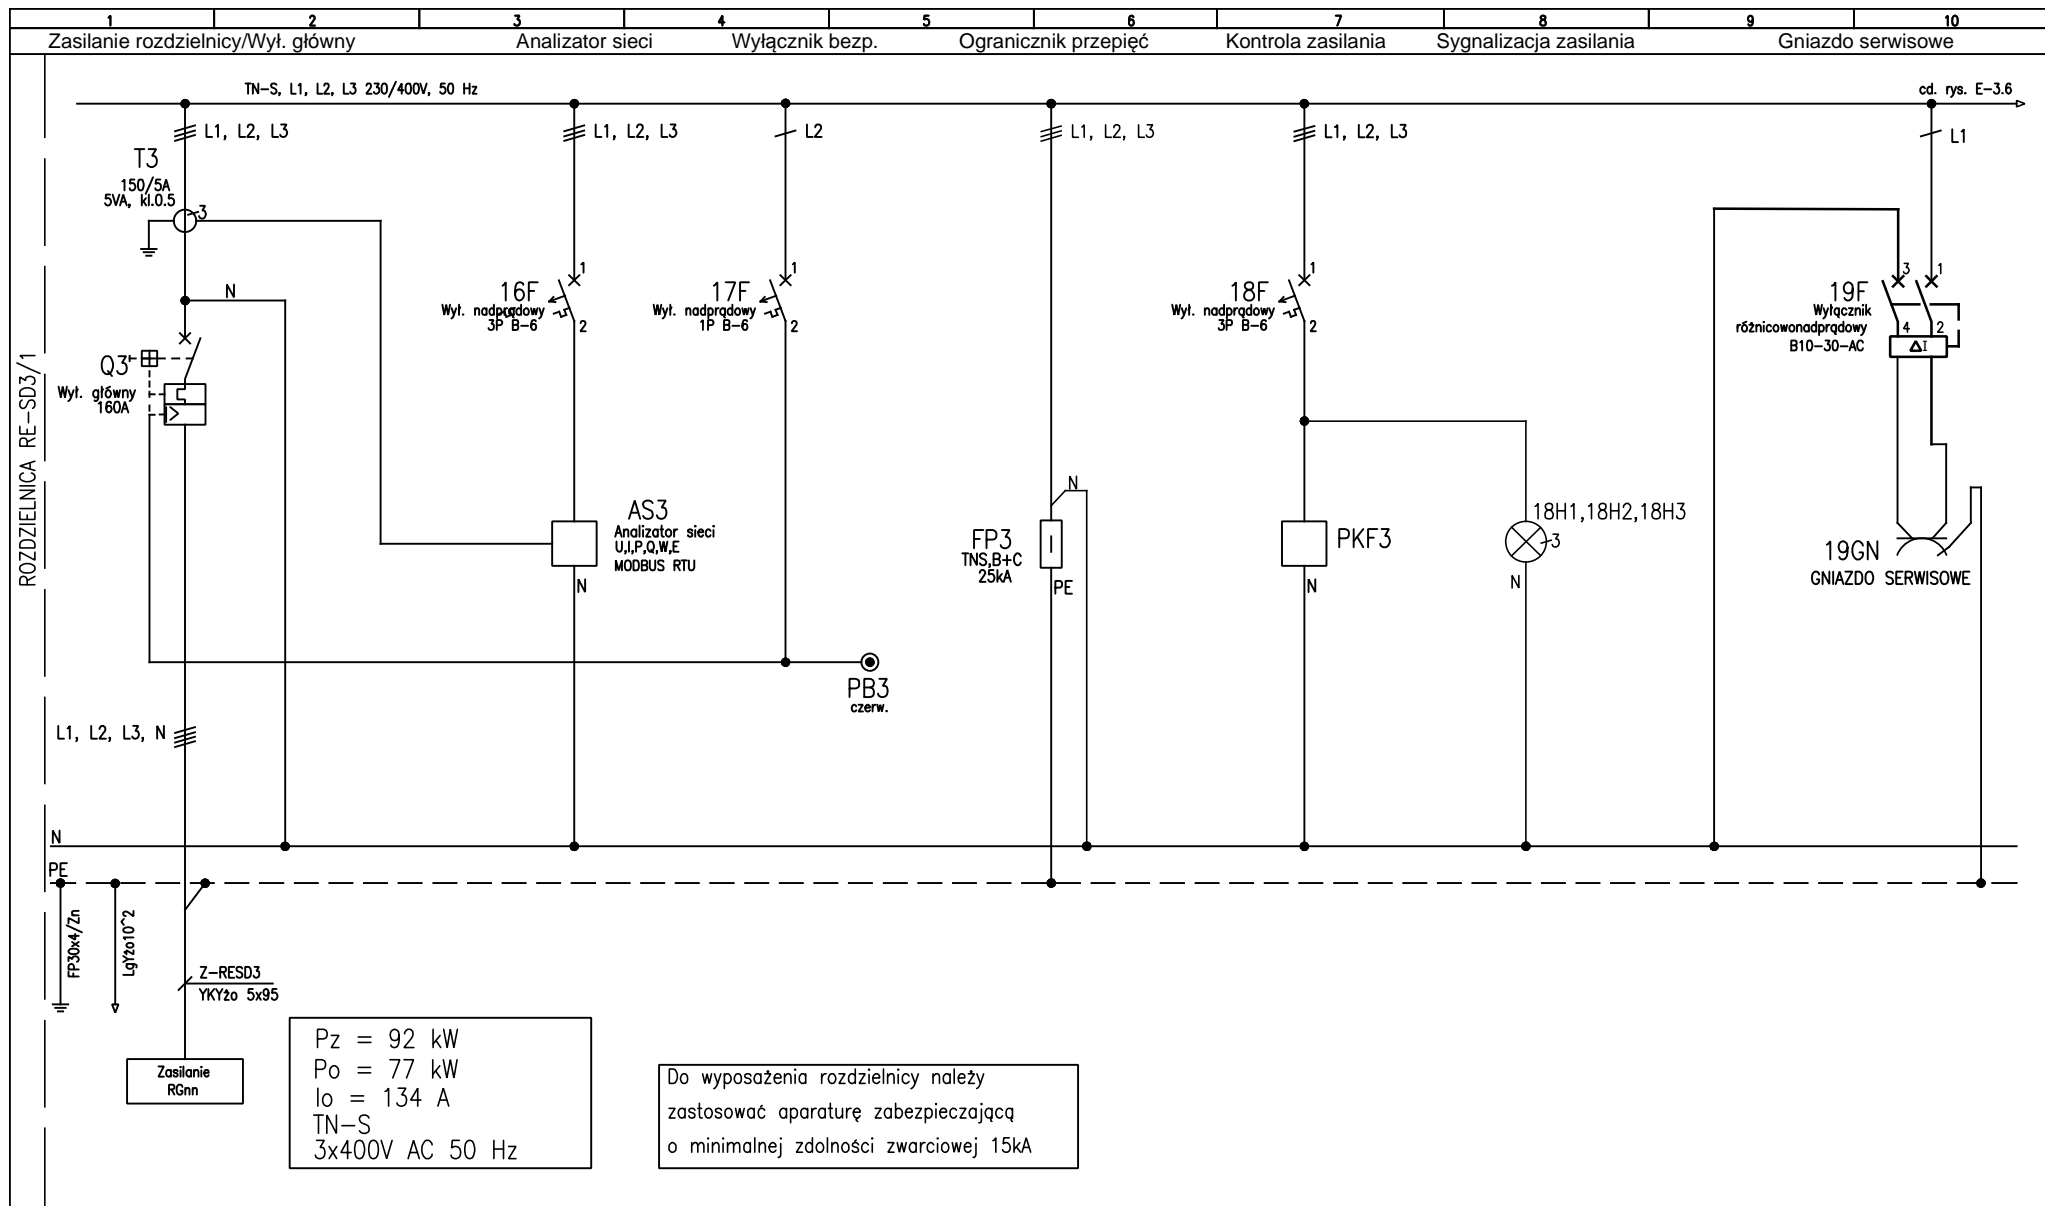 1 2 3 4 5 6 7 8 9 10
Zasilanie rozdzielnicy/Wył. główny
Analizator sieci
Wyłącznik bezp.
Ogranicznik przepięć
Kontrola zasilania
Sygnalizacja zasilania
Gniazdo serwisowe
TN-S, L1, L2, L3 230/400V, 50 Hz
cd. rys. E-3.6
L1, L2, L3
L1, L2, L3
L2
L1, L2, L3
L1, L2, L3
L1
T3
150/5A
5VA, kl.0.5
3
N
Q3
Wył. główny
160A
ROZDZIELNICA RE-SD3/1
16F
Wył. nadprądowy
3P B-6
1
2
17F
Wył. nadprądowy
1P B-6
1
2
18F
Wył. nadprądowy
3P B-6
1
2
19F
Wyłącznik
różnicowonadprądowy
B10-30-AC
3
1
4
2
ΔI
AS3
Analizator sieci
U,I,P,Q,W,E
MODBUS RTU
N
FP3
TNS,B+C
25kA
N
PE
PKF3
N
18H1,18H2,18H3
3
N
19GN
GNIAZDO SERWISOWE
PB3
czerw.
L1, L2, L3, N
N
PE
FP30x4/Zn
LgYżo10^2
Z-RESD3
YKYżo 5x95
Zasilanie
RGnn
Pz = 92 kW
Po = 77 kW
Io = 134 A
TN-S
3x400V AC 50 Hz
Do wyposażenia rozdzielnicy należy
zastosować aparaturę zabezpieczającą
o minimalnej zdolności zwarciowej 15kA